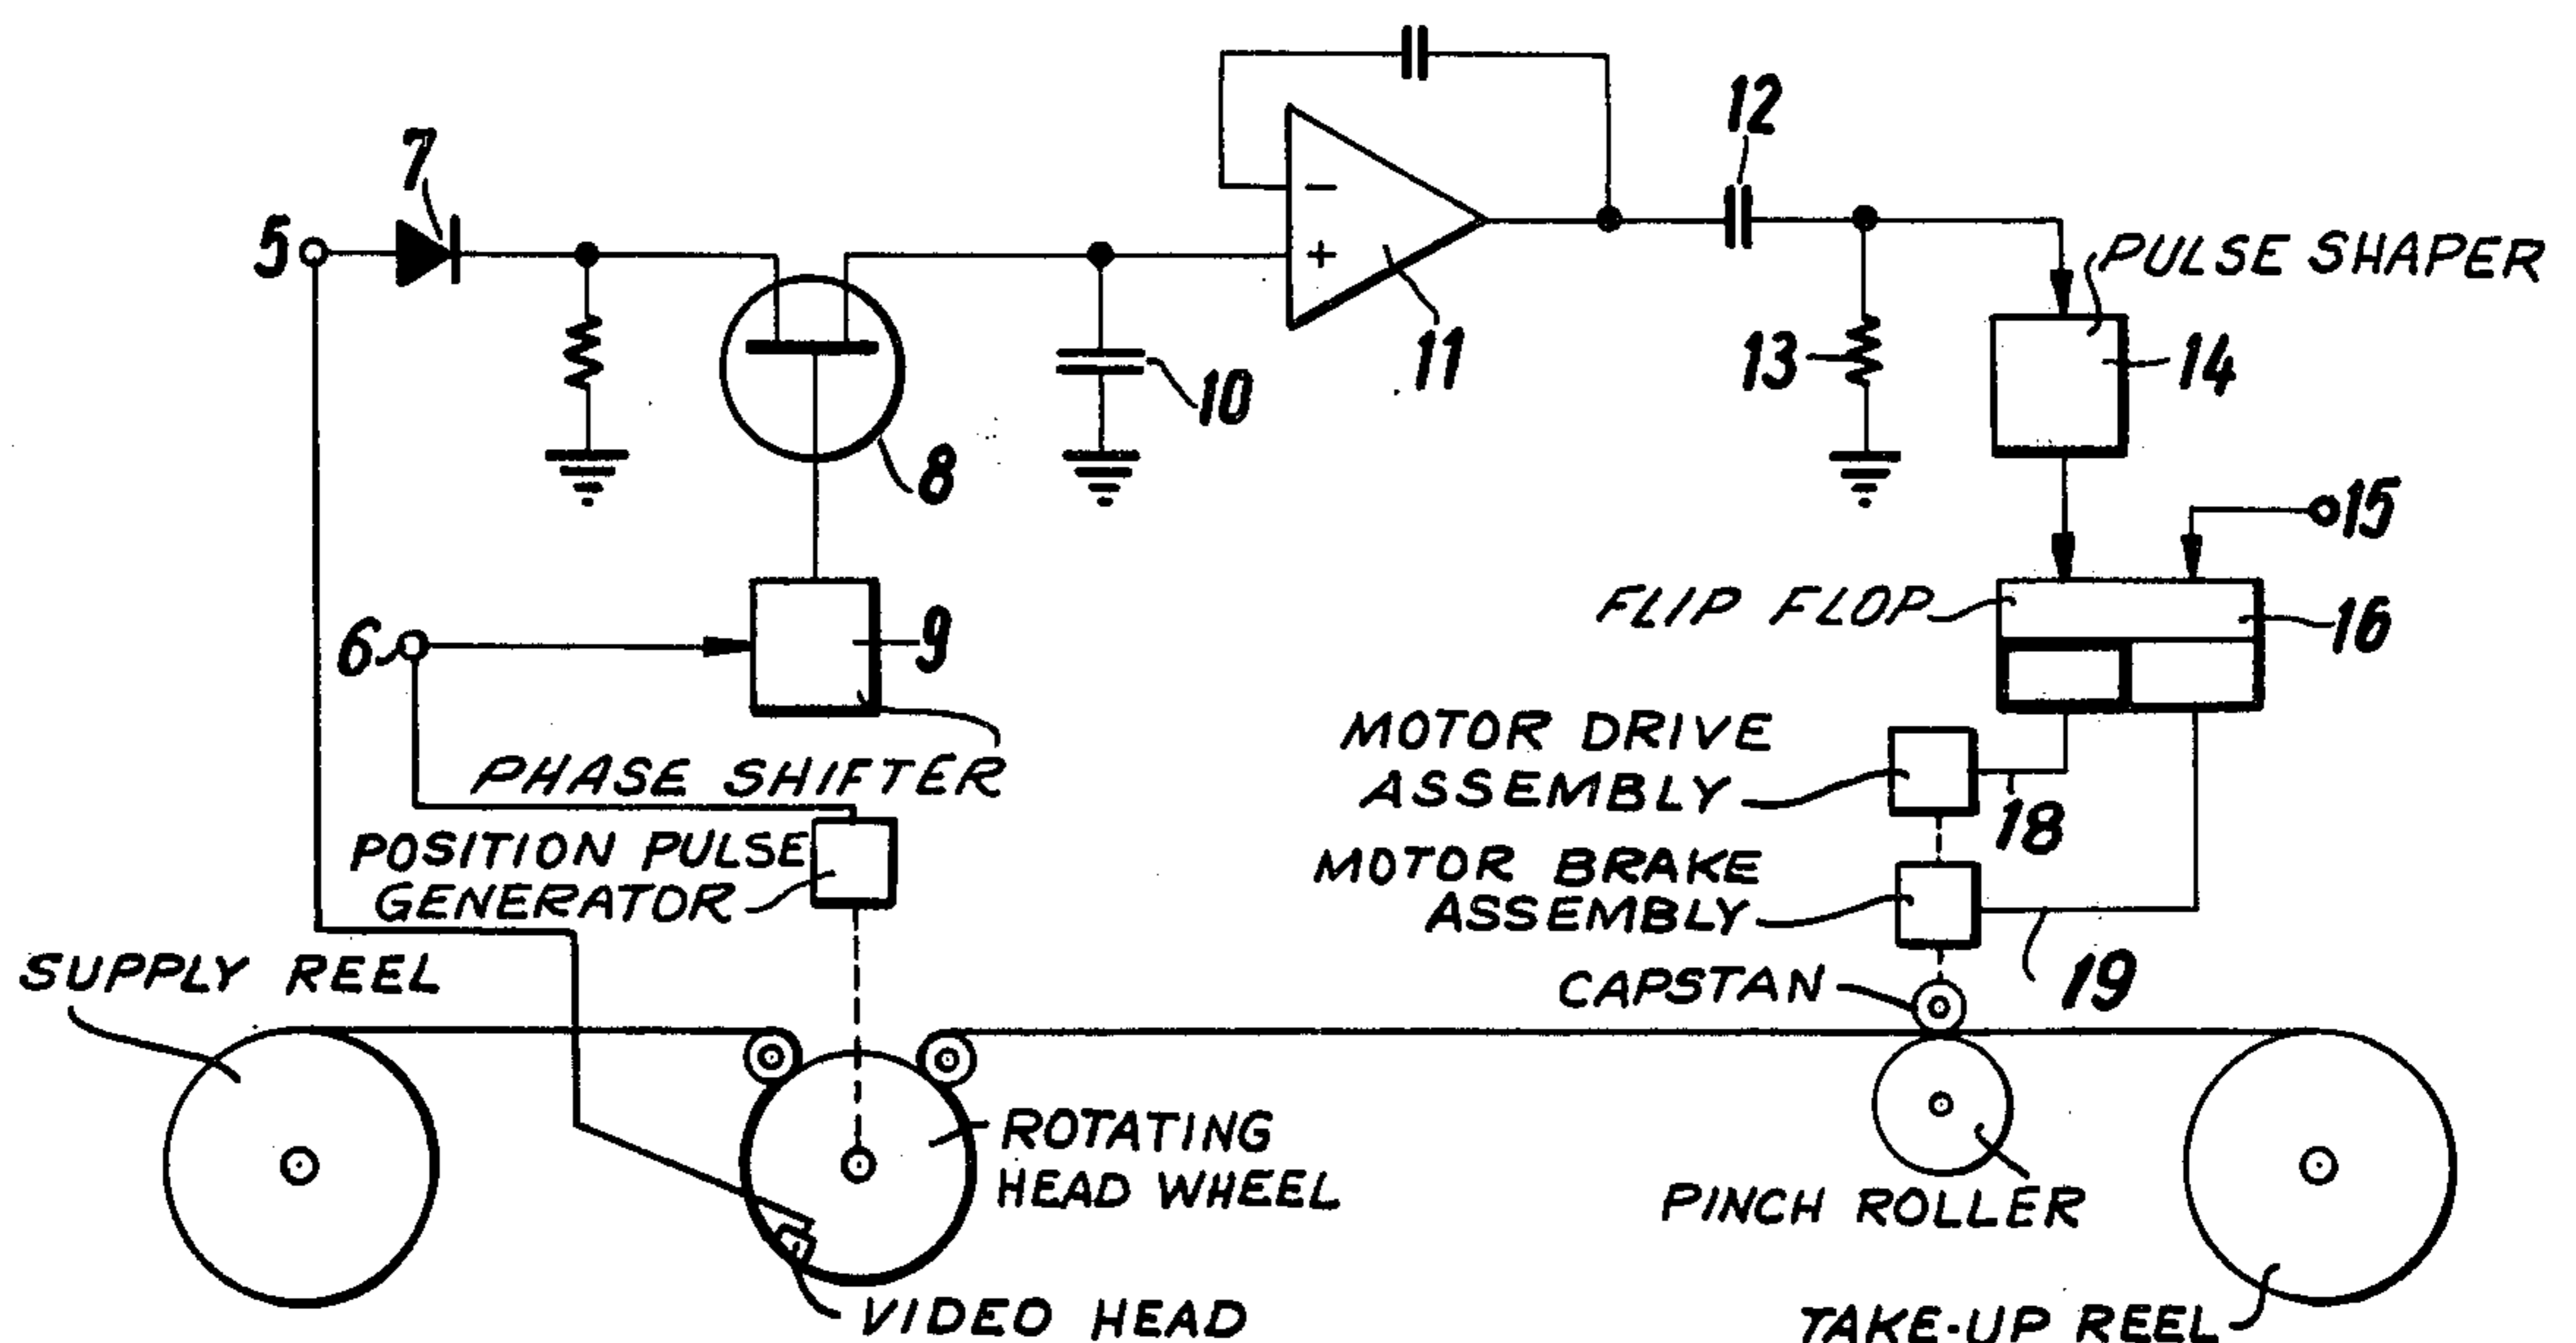 12
7
5
-
+
PULSE SHAPER
11
13
14
10
8
15
FLIP FLOP
16
6
9
MOTOR DRIVE
ASSEMBLY
PHASE SHIFTER
18
POSITION PULSE
GENERATOR
MOTOR BRAKE
ASSEMBLY
SUPPLY REEL
CAPSTAN
19
ROTATING
HEAD WHEEL
PINCH ROLLER
VIDEO HEAD
TAKE-UP REEL